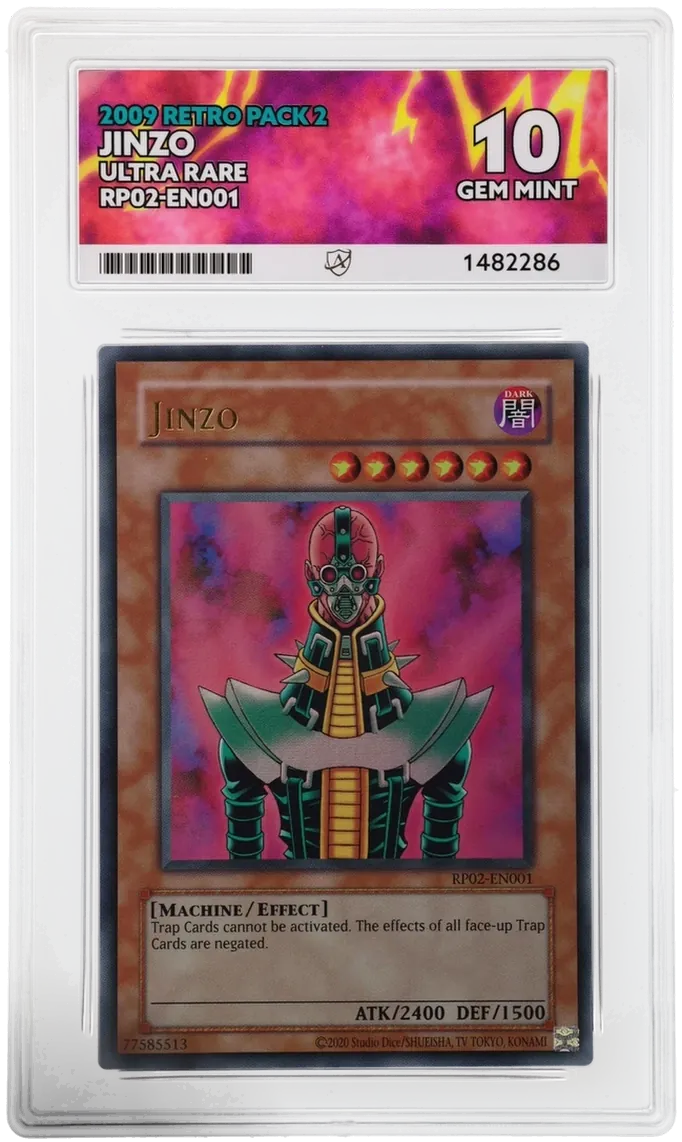 2009 RETRO PACK 2
JINZO
ULTRA RARE
RP02-EN001
10
GEM MINT
1482286
JINZO
DARK
闇
RP02-EN001
[MACHINE/EFFECT]
Trap Cards cannot be activated. The effects of all face-up Trap
Cards are negated.
ATK/2400 DEF/1500
77585513
©2020 Studio Dice/SHUEISHA, TV TOKYO, KONAMI